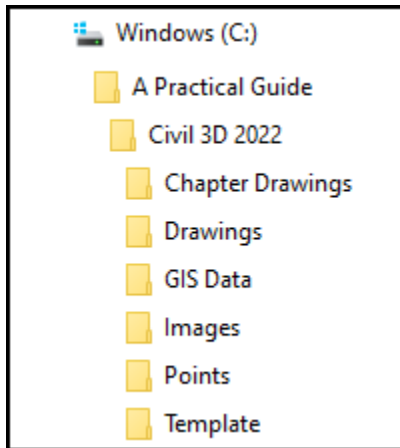 Windows (C:)
A Practical Guide
Civil 3D 2022
Chapter Drawings
Drawings
GIS Data
Images
Points
Template